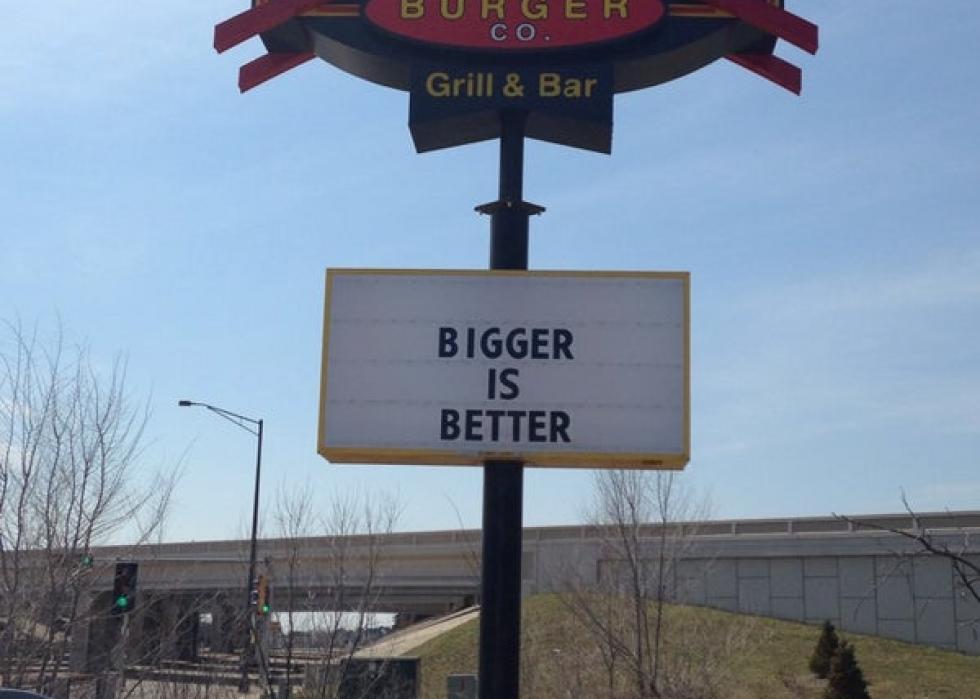 BURGER
CO.
Grill & Bar
BIGGER
IS
BETTER